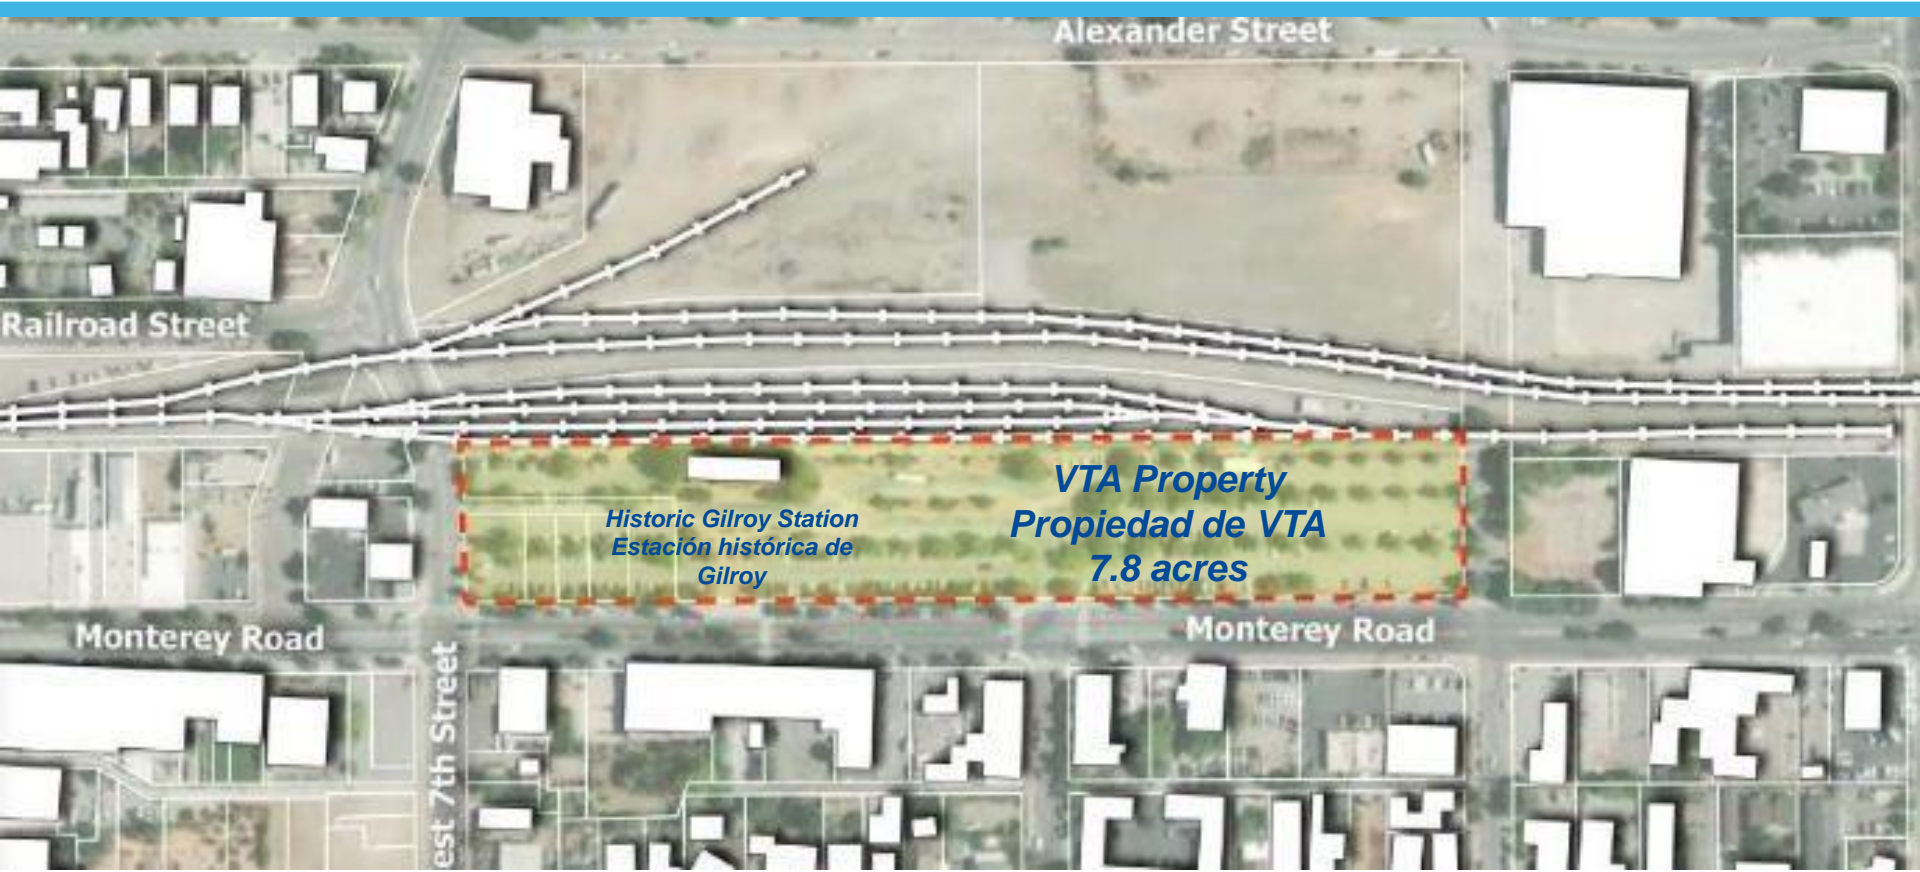 Alexander Street
Railroad Street
VTA Property
Propiedad de VTA
7.8 acres
Historic Gilroy Station
Estación histórica de
Gilroy
Monterey Road
Monterey Road
est 7th Street